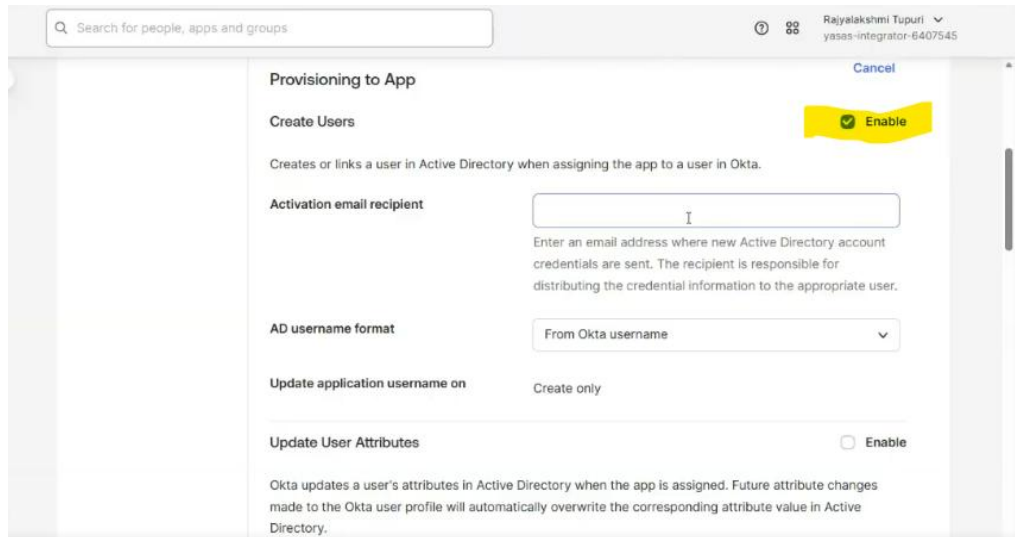 Search for people, apps and groups
Rajyalakshmi Tupuri
yasas-integrator-6407545
Cancel
Provisioning to App
Create Users
Enable
Creates or links a user in Active Directory when assigning the app to a user in Okta.
Activation email recipient
Enter an email address where new Active Directory account
credentials are sent. The recipient is responsible for
distributing the credential information to the appropriate user.
AD username format
From Okta username
Update application username on
Create only
Update User Attributes
Enable
Okta updates a user's attributes in Active Directory when the app is assigned. Future attribute changes
made to the Okta user profile will automatically overwrite the corresponding attribute value in Active
Directory.